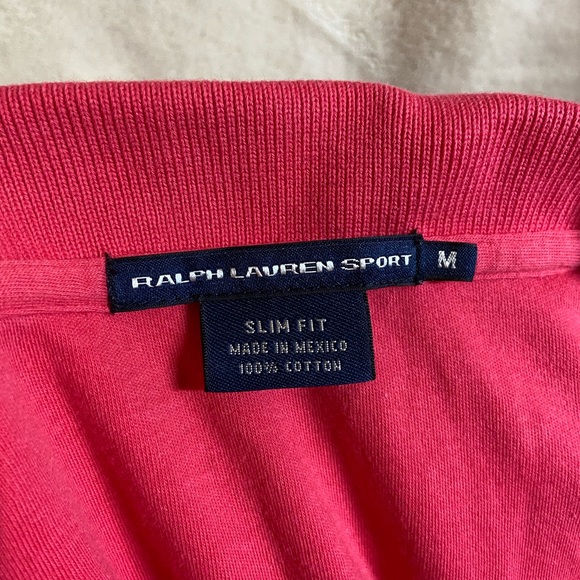 RALPH LAUREN SPORT M
SLIM FIT
MADE IN MEXICO
100% COTTON